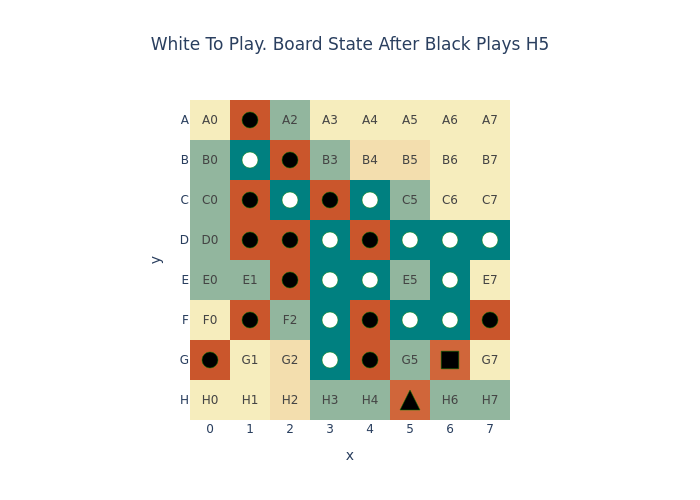 White To Play. Board State After Black Plays H5
A A0 A2 A3 A4 A5 A6 A7
B B0 B3 B4 B5 B6 B7
C C0 C5 C6 C7
D D0
E E0 E1 E5 E7
F F0 F2
G G1 G2 G5 G7
H H0 H1 H2 H3 H4 H6 H7
0 1 2 3 4 5 6 7
x
y